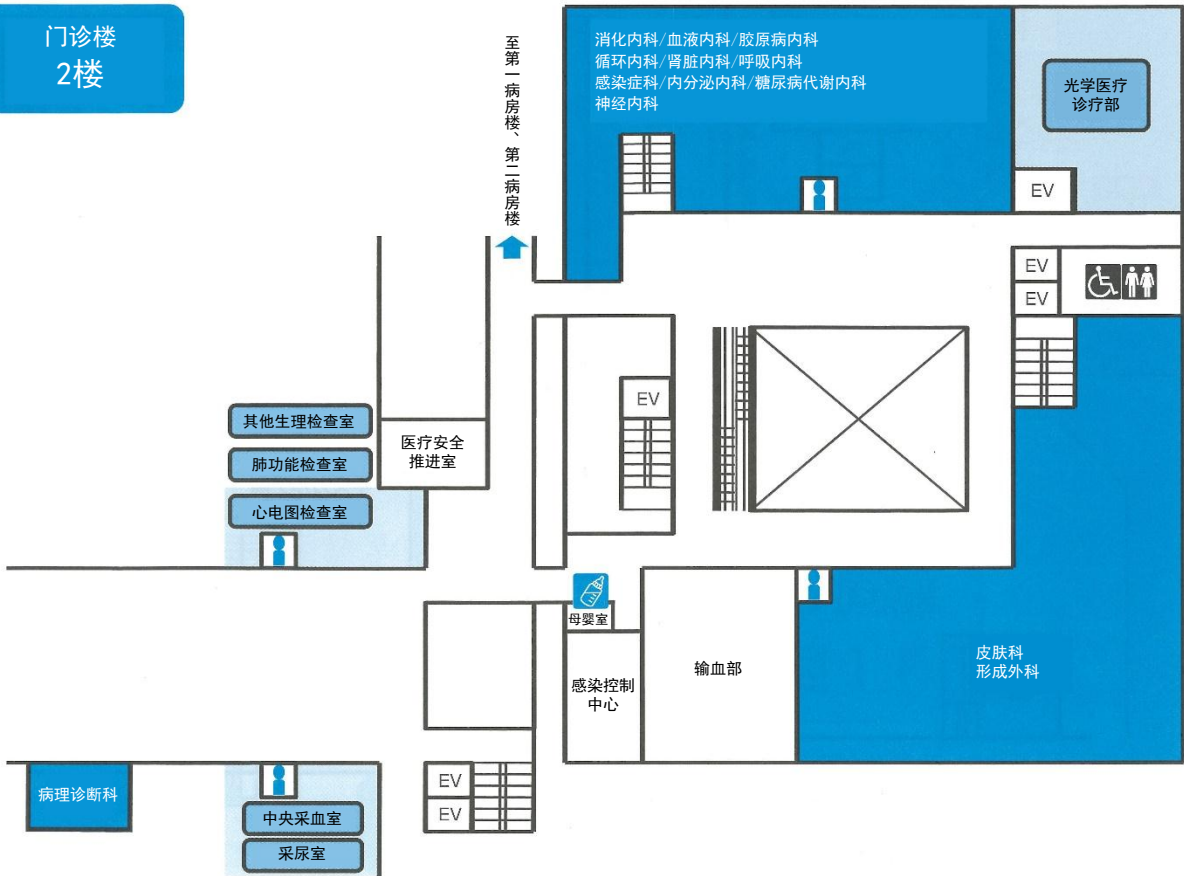 门诊楼
2楼
至第一病房楼、第二病房楼
消化内科/血液内科/胶原病内科
循环内科/肾脏内科/呼吸内科
感染症科/内分泌内科/糖尿病代谢内科
神经内科
光学医疗
诊疗部
EV
EV
EV
EV
其他生理检查室
肺功能检查室
心电图检查室
医疗安全
推进室
母婴室
感染控制
中心
输血部
皮肤科
形成外科
病理诊断科
EV
EV
中央采血室
采尿室